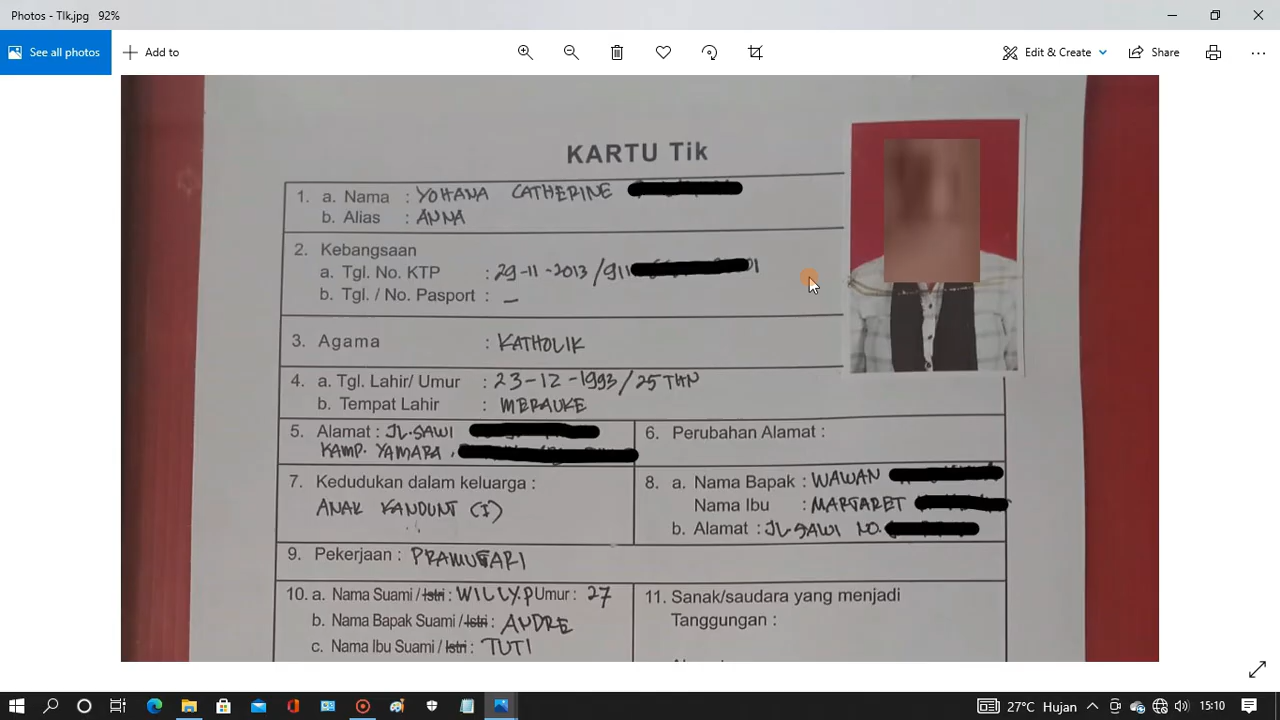 Photos - TIk.jpg 92%
See all photos
Add to
Edit & Create
Share
KARTU Tik
1. a. Nama : YOHANA CATHERINE
b. Alias : ANNA
2. Kebangsaan
a. Tgl. No. KTP : 29-11-2013/911
b. Tgl. / No. Pasport : –
3. Agama : KATHOLIK
4. a. Tgl. Lahir/ Umur : 23-12-1993/25 THN
b. Tempat Lahir : MERAUKE
5. Alamat : JL.SAWI
KAMP. YAMARA,
6. Perubahan Alamat :
7. Kedudukan dalam keluarga :
ANAK KANDUNT (I)
8. a. Nama Bapak : WAWAN
Nama Ibu : MARTARET
b. Alamat : JL.SAWI NO.
9. Pekerjaan : PRAMUGARI
10. a. Nama Suami / Istri : WILLY.P Umur : 27
b. Nama Bapak Suami / Istri : ANDRE
c. Nama Ibu Suami / Istri : TUTI
11. Sanak/saudara yang menjadi
Tanggungan :
27°C Hujan
15:10